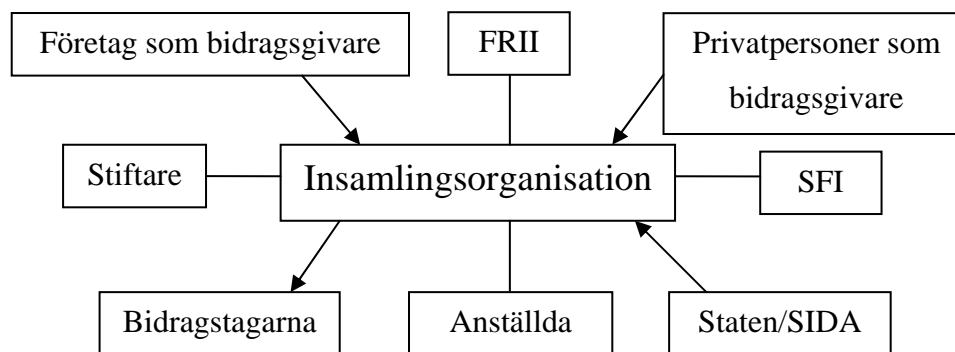 Företag som bidragsgivare
FRII
Privatpersoner som
bidragsgivare
Stiftare
Insamlingsorganisation
SFI
Bidragstagarna
Anställda
Staten/SIDA